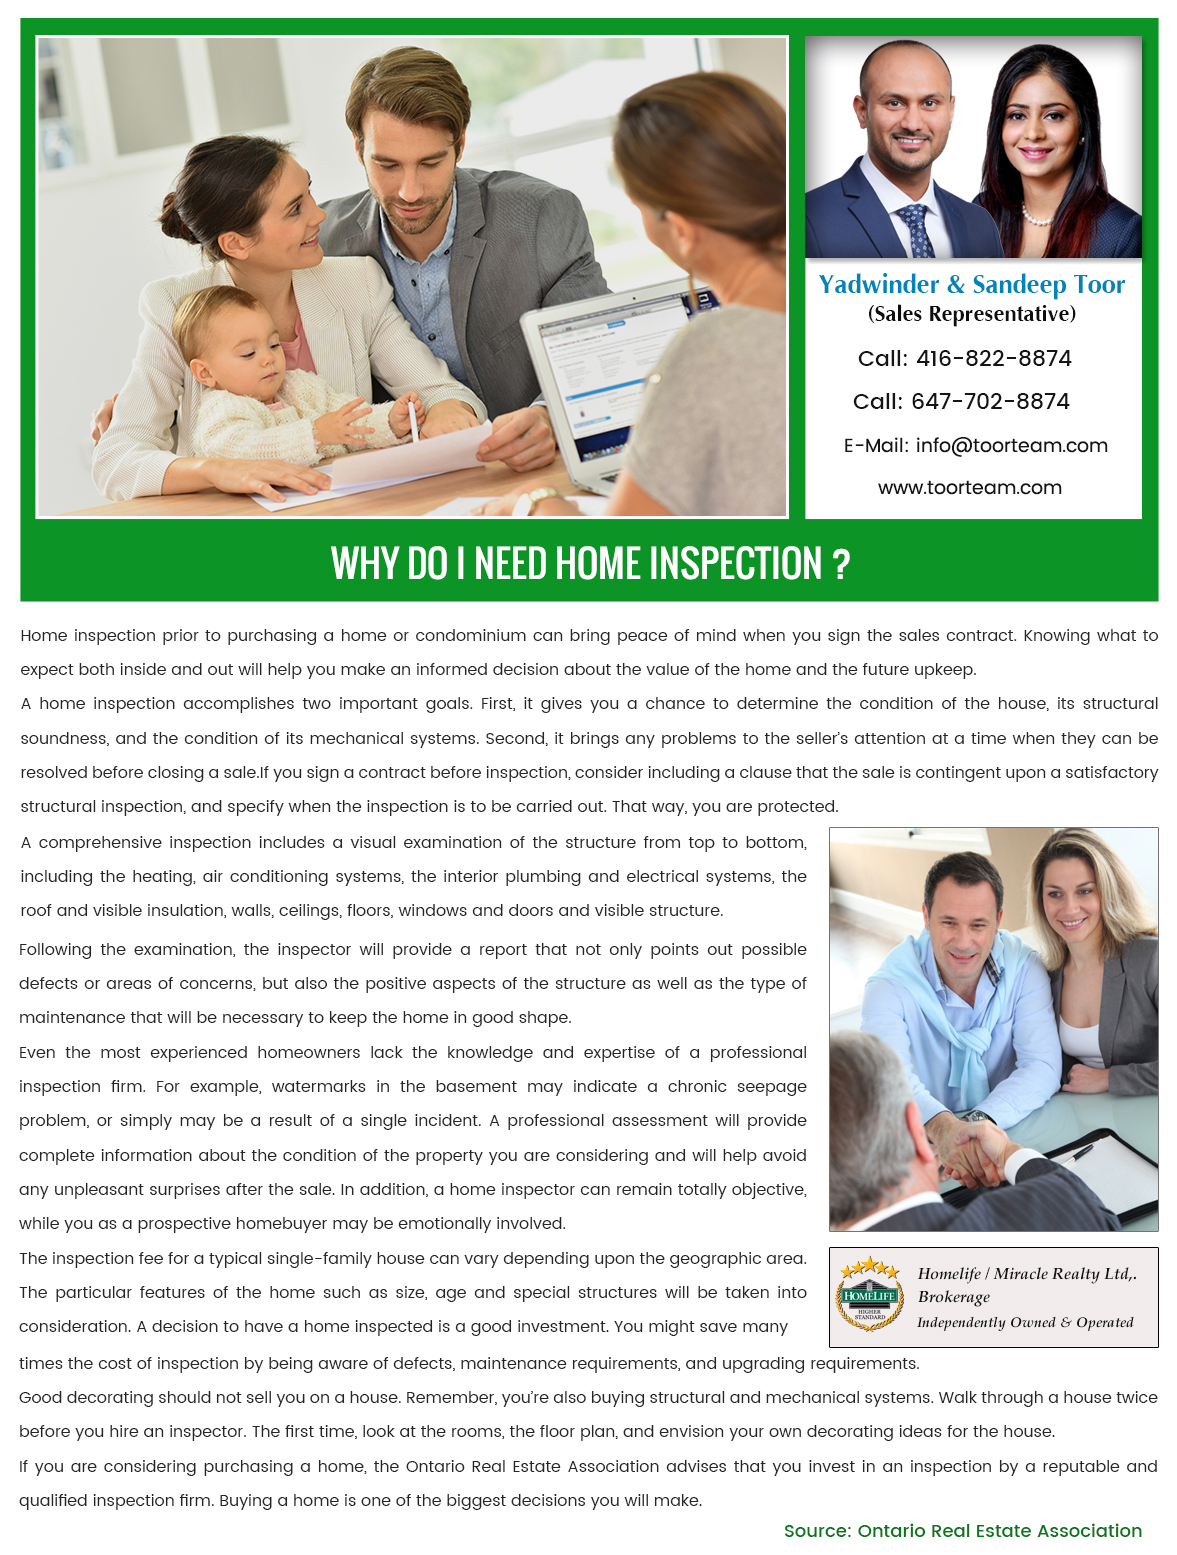 Yadwinder & Sandeep Toor
(Sales Representative)
Call: 416-822-8874
Call: 647-702-8874
E-Mail: info@toorteam.com
www.toorteam.com
WHY DO I NEED HOME INSPECTION ?
Home inspection prior to purchasing a home or condominium can bring peace of mind when you sign the sales contract. Knowing what to
expect both inside and out will help you make an informed decision about the value of the home and the future upkeep.
A home inspection accomplishes two important goals. First, it gives you a chance to determine the condition of the house, its structural
soundness, and the condition of its mechanical systems. Second, it brings any problems to the seller's attention at a time when they can be
resolved before closing a sale.If you sign a contract before inspection, consider including a clause that the sale is contingent upon a satisfactory
structural inspection, and specify when the inspection is to be carried out. That way, you are protected.
A comprehensive inspection includes a visual examination of the structure from top to bottom,
including the heating, air conditioning systems, the interior plumbing and electrical systems, the
roof and visible insulation, walls, ceilings, floors, windows and doors and visible structure.
Following the examination, the inspector will provide a report that not only points out possible
defects or areas of concerns, but also the positive aspects of the structure as well as the type of
maintenance that will be necessary to keep the home in good shape.
Even the most experienced homeowners lack the knowledge and expertise of a professional
inspection firm. For example, watermarks in the basement may indicate a chronic seepage
problem, or simply may be a result of a single incident. A professional assessment will provide
complete information about the condition of the property you are considering and will help avoid
any unpleasant surprises after the sale. In addition, a home inspector can remain totally objective,
while you as a prospective homebuyer may be emotionally involved.
The inspection fee for a typical single-family house can vary depending upon the geographic area.
The particular features of the home such as size, age and special structures will be taken into
consideration. A decision to have a home inspected is a good investment. You might save many
times the cost of inspection by being aware of defects, maintenance requirements, and upgrading requirements.
Good decorating should not sell you on a house. Remember, you're also buying structural and mechanical systems. Walk through a house twice
before you hire an inspector. The first time, look at the rooms, the floor plan, and envision your own decorating ideas for the house.
If you are considering purchasing a home, the Ontario Real Estate Association advises that you invest in an inspection by a reputable and
qualified inspection firm. Buying a home is one of the biggest decisions you will make.
HOMELIFE
HIGHER
STANDARD
Homelife / Miracle Realty Ltd,.
Brokerage
Independently Owned & Operated
Source: Ontario Real Estate Association